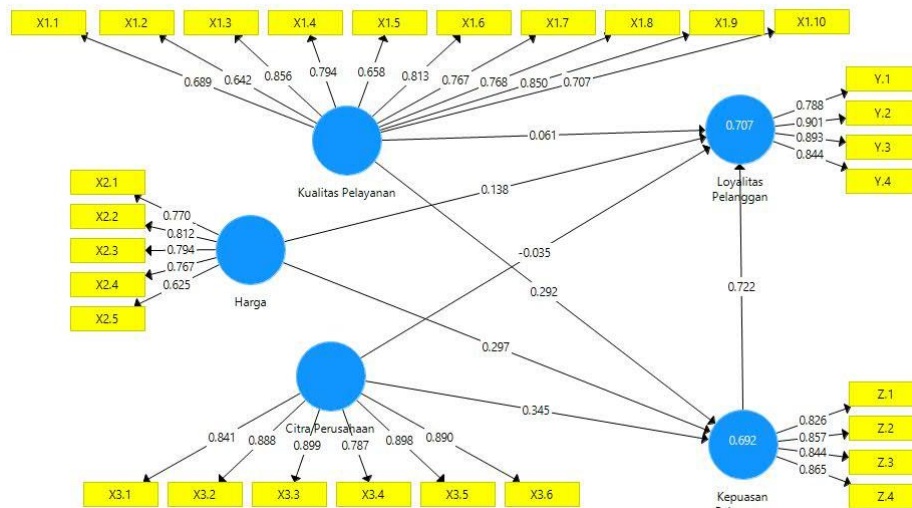 X1.1 X1.2 X1.3 X1.4 X1.5 X1.6 X1.7 X1.8 X1.9 X1.10
0.689 0.642 0.856 0.794 0.658 0.813 0.767 0.768 0.850 0.707
Kualitas Pelayanan
0.061
0.292
X2.1
X2.2
X2.3
X2.4
X2.5
0.770
0.812
0.794
0.767
0.625
Harga
0.138
0.297
Citra Perusahaan
-0.035
0.345
0.841 0.888 0.899 0.787 0.898 0.890
X3.1 X3.2 X3.3 X3.4 X3.5 X3.6
0.707
Loyalitas
Pelanggan
0.788
0.901
0.893
0.844
Y.1
Y.2
Y.3
Y.4
0.722
0.692
Kepuasan
0.826
0.857
0.844
0.865
Z.1
Z.2
Z.3
Z.4